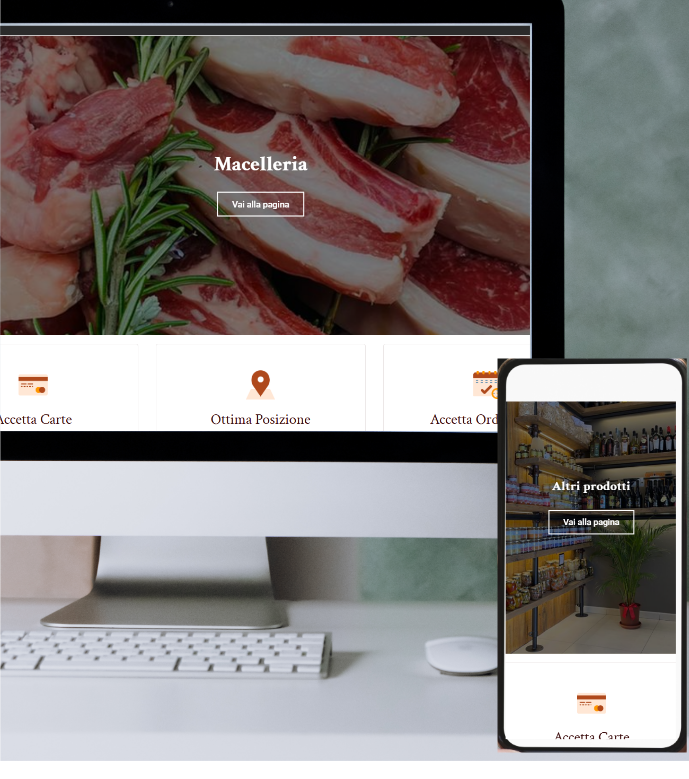 Macelleria
Vai alla pagina
Accetta Carte
Ottima Posizione
Accetta Ord
Altri prodotti
Vai alla pagina
Accetta Carte